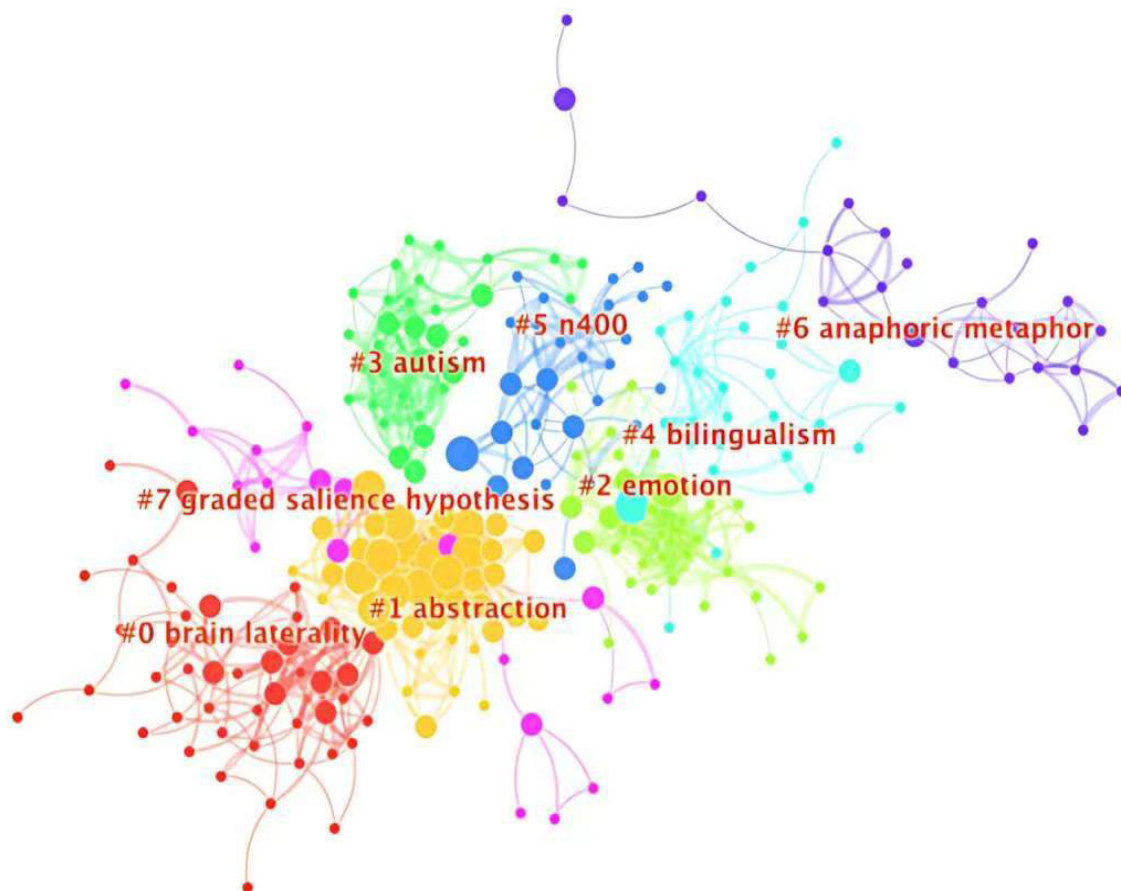 #5 n400
#6 anaphoric metaphor
#3 autism
#4 bilingualism
#2 emotion
#7 graded salience hypothesis
#1 abstraction
#0 brain laterality